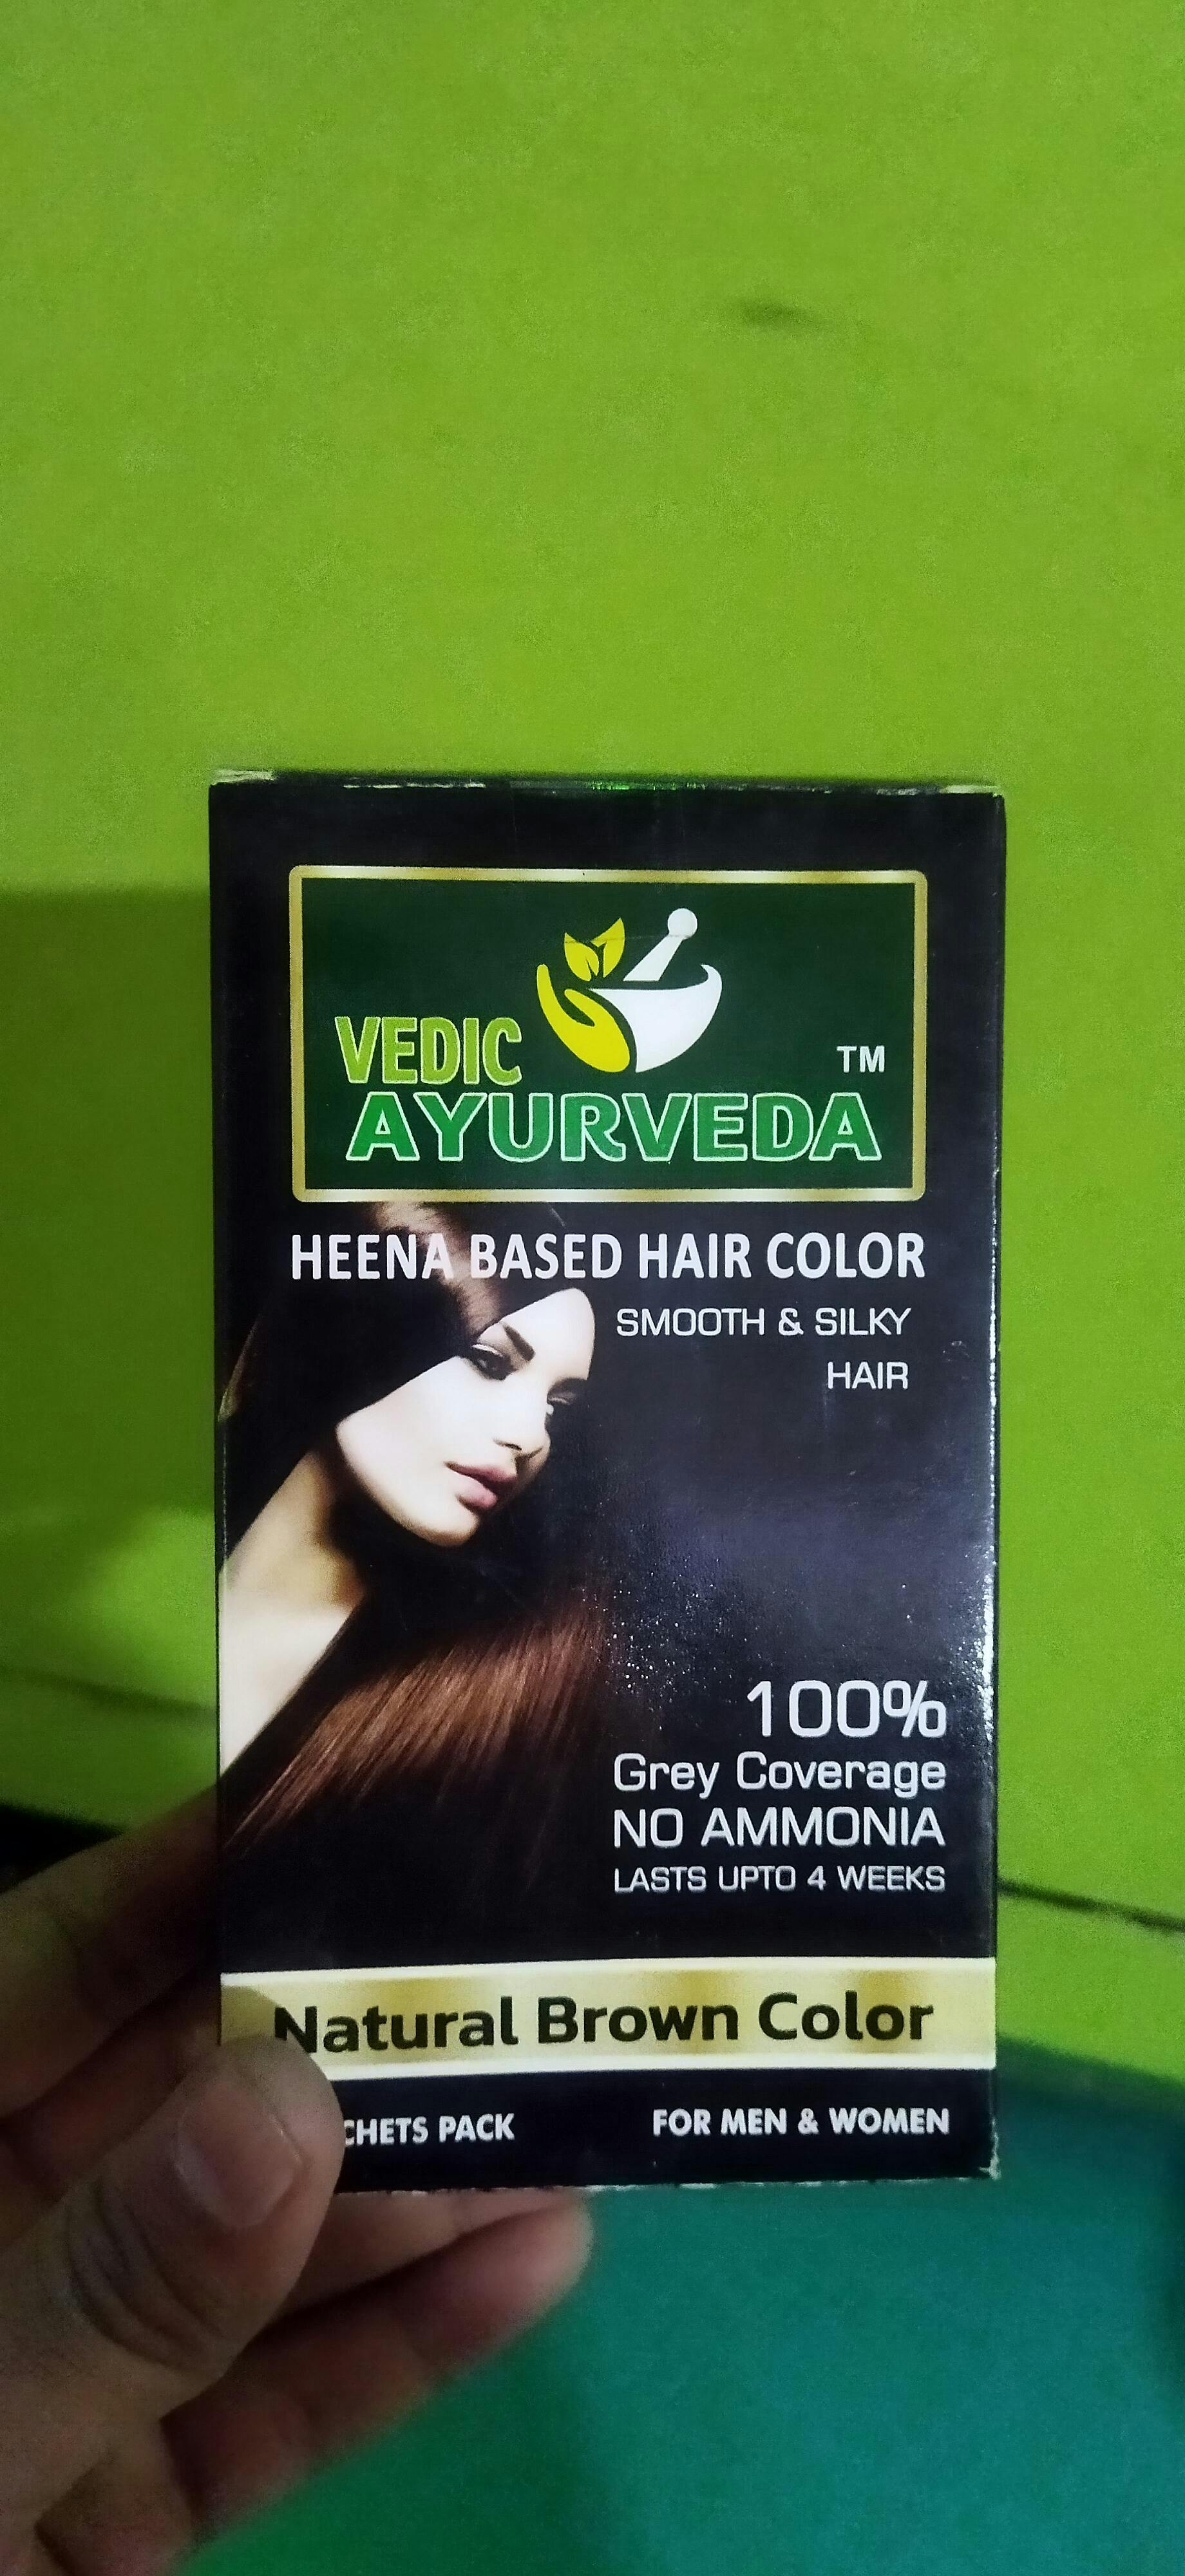 VEDIC
AYURVEDA
TM
HEENA BASED HAIR COLOR
SMOOTH & SILKY
HAIR
100%
Grey Coverage
NO AMMONIA
LASTS UPTO 4 WEEKS
Natural Brown Color
PACK
FOR MEN & WOMEN